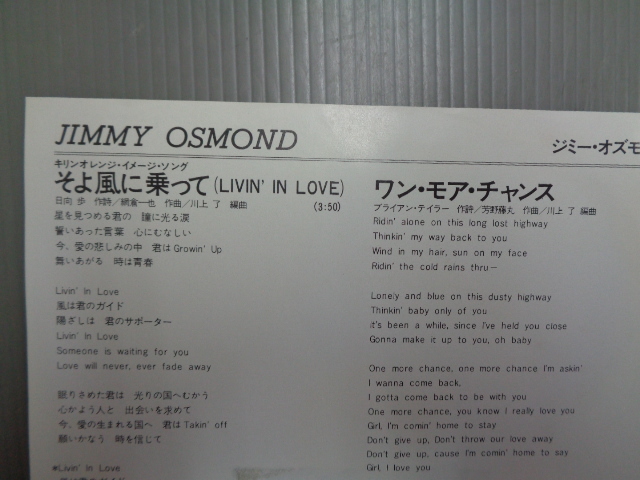 JIMMY OSMOND
ジミー・オズモ
キリンオレンジ・イメージ・ソング
そよ風に乗って(LIVIN' IN LOVE)
日向 歩 作詩/網倉一也 作曲/川上 了 編曲
(3:50)
星を見つめる君の 瞳に光る涙
誓いあった言葉 心にむなしい
今、愛の悲しみの中 君はGrowin' Up
舞いあがる 時は青春
Livin' In Love
風は君のガイド
陽ざしは 君のサポーター
Livin' In Love
Someone is waiting for you
Love will never, ever fade away
眠りさめた君は 光りの国へむかう
心かよう人と 出会いを求めて
今、愛の生まれる国へ 君はTakin' off
願いかなう 時を信じて
*Livin' In Love
ワン・モア・チャンス
ブライアン・テイラー 作詩/芳野藤丸 作曲/川上 了 編曲
Ridin' alone on this long lost highway
Thinkin' my way back to you
Wind in my hair, sun on my face
Ridin' the cold rains thru—
Lonely and blue on this dusty highway
Thinkin' baby only of you
it's been a while, since I've held you close
Gonna make it up to you, oh baby
One more chance, one more chance I'm askin'
I wanna come back,
I gotta come back to be with you
One more chance, you know I really love you
Girl, I'm comin' home to stay
Don't give up, Don't throw our love away
Don't give up, cause I'm comin' home to stay
Girl, I love you